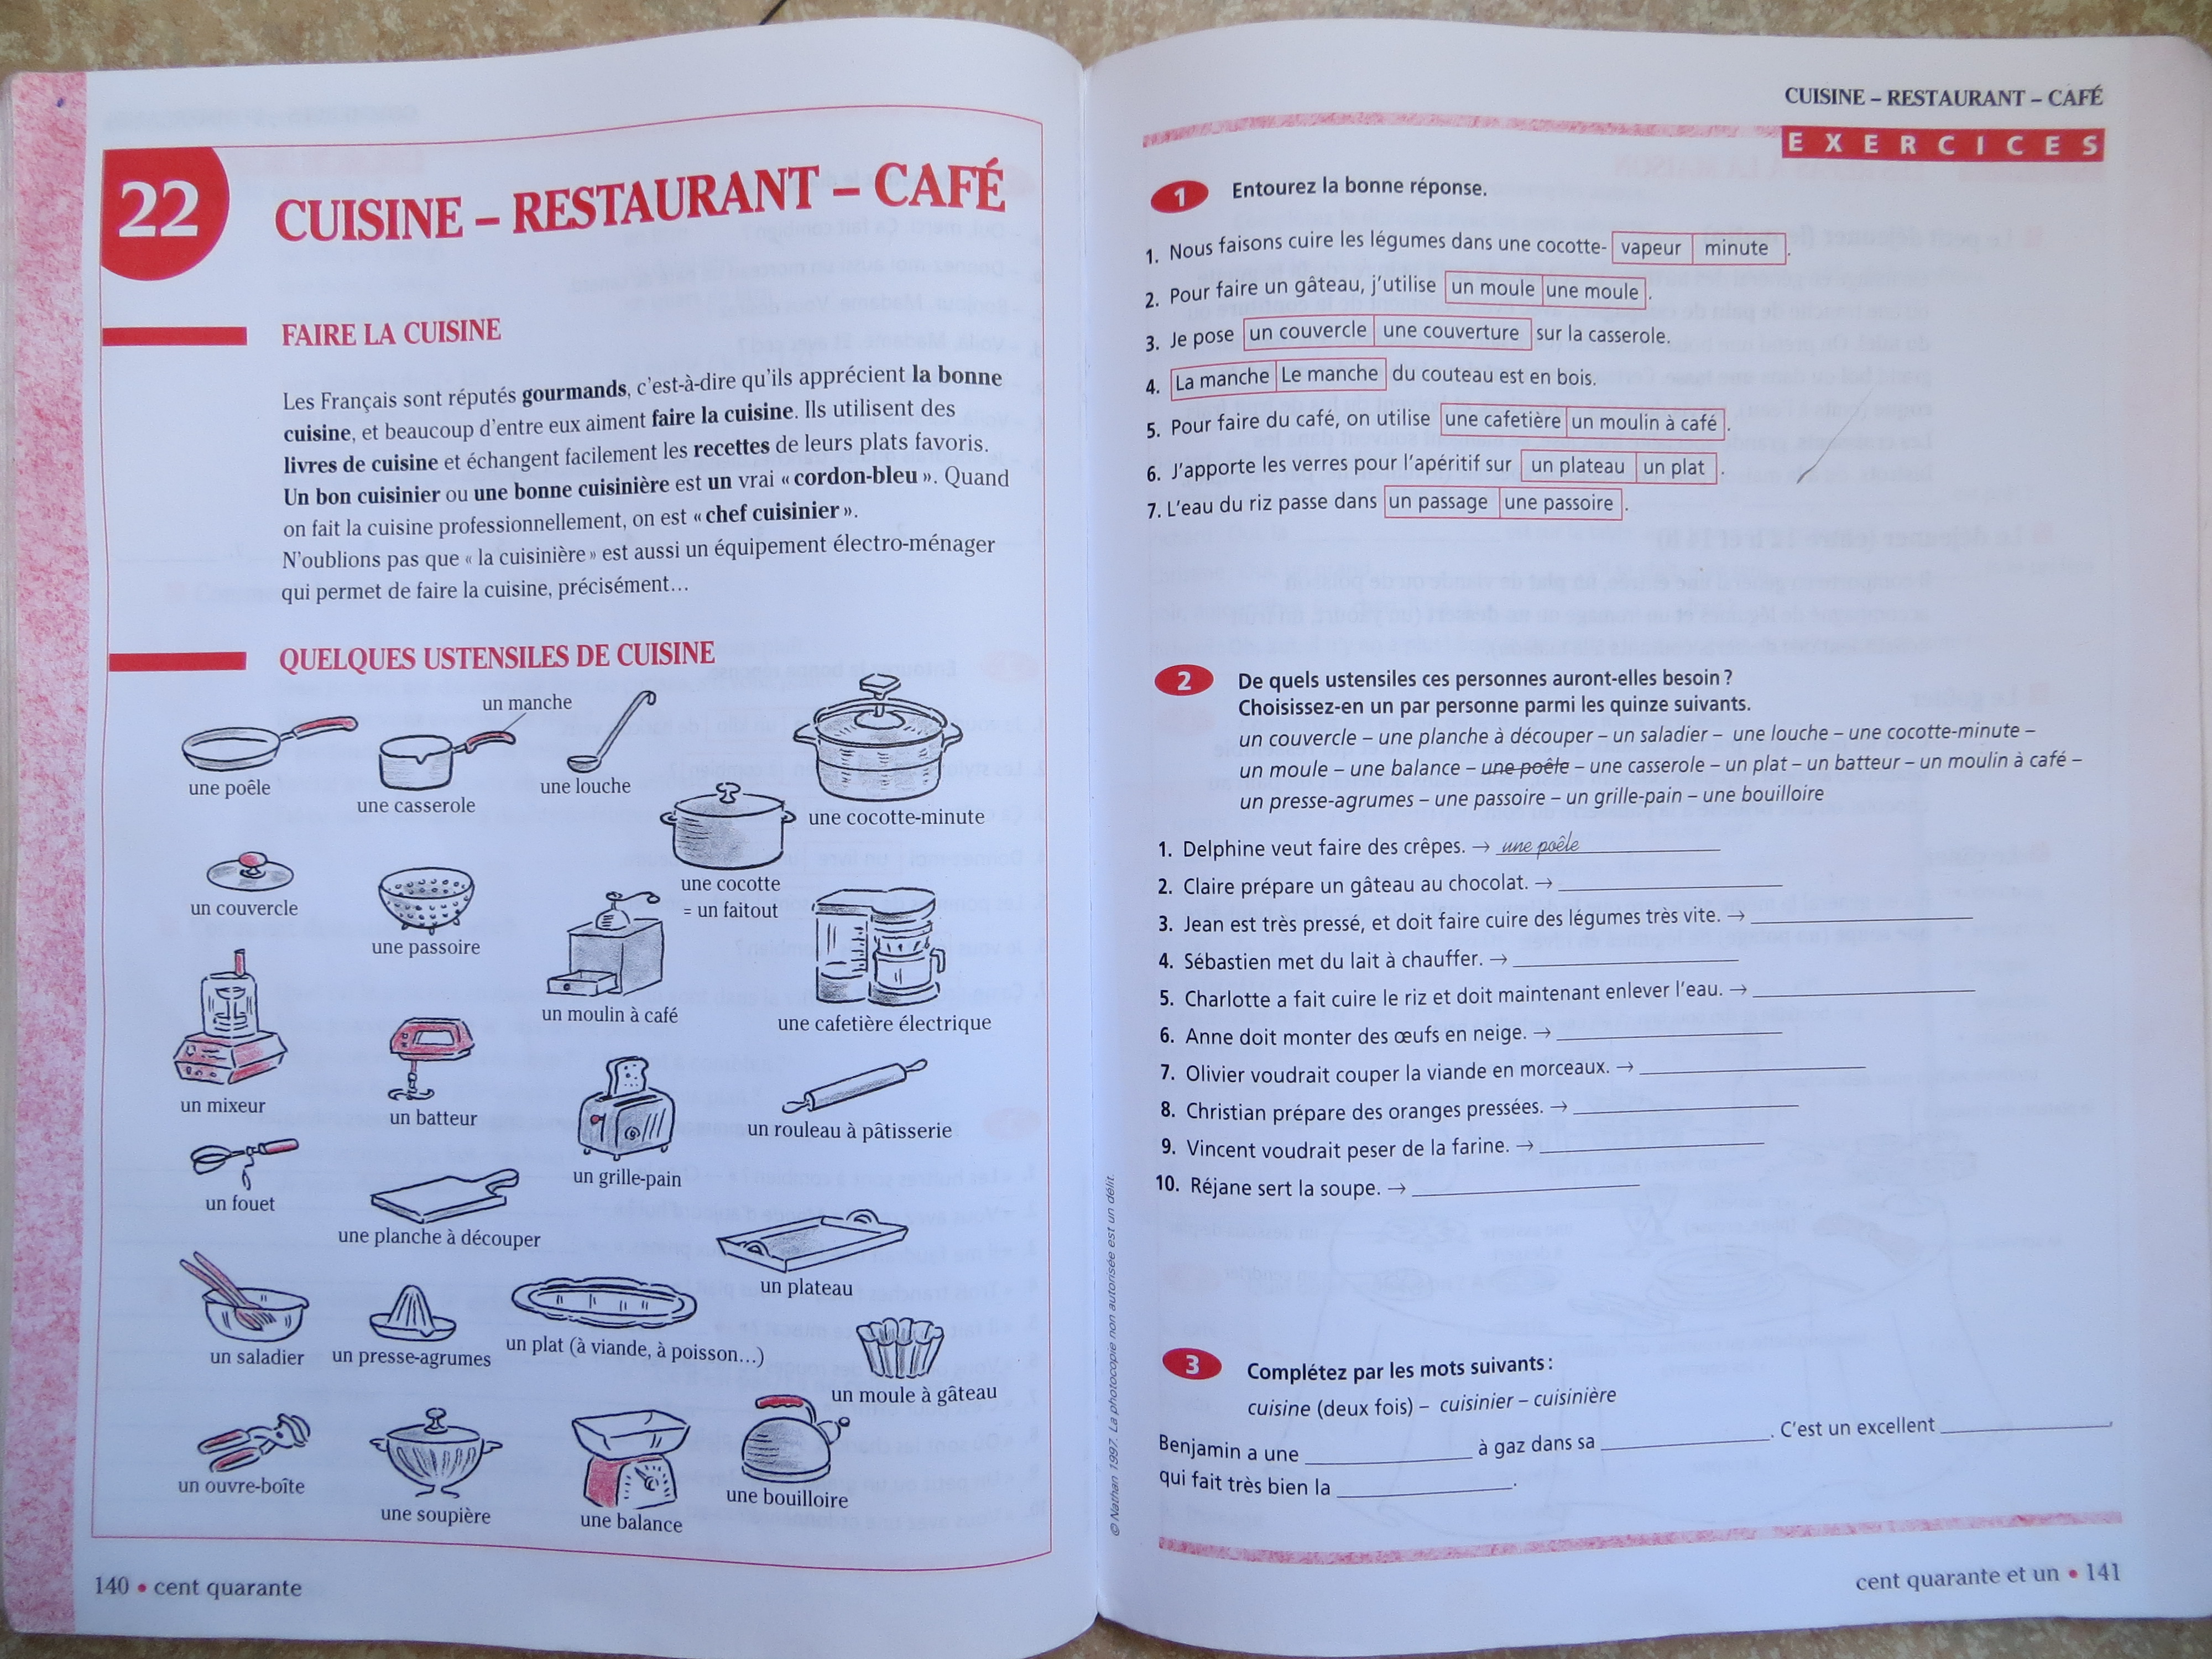 22
CUISINE – RESTAURANT – CAFÉ
FAIRE LA CUISINE
Les Français sont réputés gourmands, c'est-à-dire qu'ils apprécient la bonne
cuisine, et beaucoup d'entre eux aiment faire la cuisine. Ils utilisent des
livres de cuisine et échangent facilement les recettes de leurs plats favoris.
Un bon cuisinier ou une bonne cuisinière est un vrai « cordon-bleu ». Quand
on fait la cuisine professionnellement, on est « chef cuisinier ».
N'oublions pas que « la cuisinière » est aussi un équipement électro-ménager
qui permet de faire la cuisine, précisément…
QUELQUES USTENSILES DE CUISINE
un manche
une poêle
une casserole
une louche
une cocotte-minute
un couvercle
une passoire
une cocotte
= un faitout
un moulin à café
une cafetière électrique
un mixeur
un batteur
un grille-pain
un rouleau à pâtisserie
un fouet
une planche à découper
un plateau
un saladier
un presse-agrumes
un plat (à viande, à poisson…)
un moule à gâteau
un ouvre-boîte
une soupière
une balance
une bouilloire
140 • cent quarante
CUISINE – RESTAURANT – CAFÉ
EXERCICES
1 Entourez la bonne réponse.
1. Nous faisons cuire les légumes dans une cocotte- vapeur minute .
2. Pour faire un gâteau, j'utilise un moule une moule .
3. Je pose un couvercle une couverture sur la casserole.
4. La manche Le manche du couteau est en bois.
5. Pour faire du café, on utilise une cafetière un moulin à café .
6. J'apporte les verres pour l'apéritif sur un plateau un plat .
7. L'eau du riz passe dans un passage une passoire .
2 De quels ustensiles ces personnes auront-elles besoin ?
Choisissez-en un par personne parmi les quinze suivants.
un couvercle – une planche à découper – un saladier – une louche – une cocotte-minute –
un moule – une balance – une poêle – une casserole – un plat – un batteur – un moulin à café –
un presse-agrumes – une passoire – un grille-pain – une bouilloire
1. Delphine veut faire des crêpes. → une poêle
2. Claire prépare un gâteau au chocolat. →
3. Jean est très pressé, et doit faire cuire des légumes très vite. →
4. Sébastien met du lait à chauffer. →
5. Charlotte a fait cuire le riz et doit maintenant enlever l'eau. →
6. Anne doit monter des œufs en neige. →
7. Olivier voudrait couper la viande en morceaux. →
8. Christian prépare des oranges pressées. →
9. Vincent voudrait peser de la farine. →
10. Réjane sert la soupe. →
3 Complétez par les mots suivants :
cuisine (deux fois) – cuisinier – cuisinière
Benjamin a une ____ à gaz dans sa ____. C'est un excellent ____,
qui fait très bien la ____.
© Nathan 1997. La photocopie non autorisée est un délit.
cent quarante et un • 141